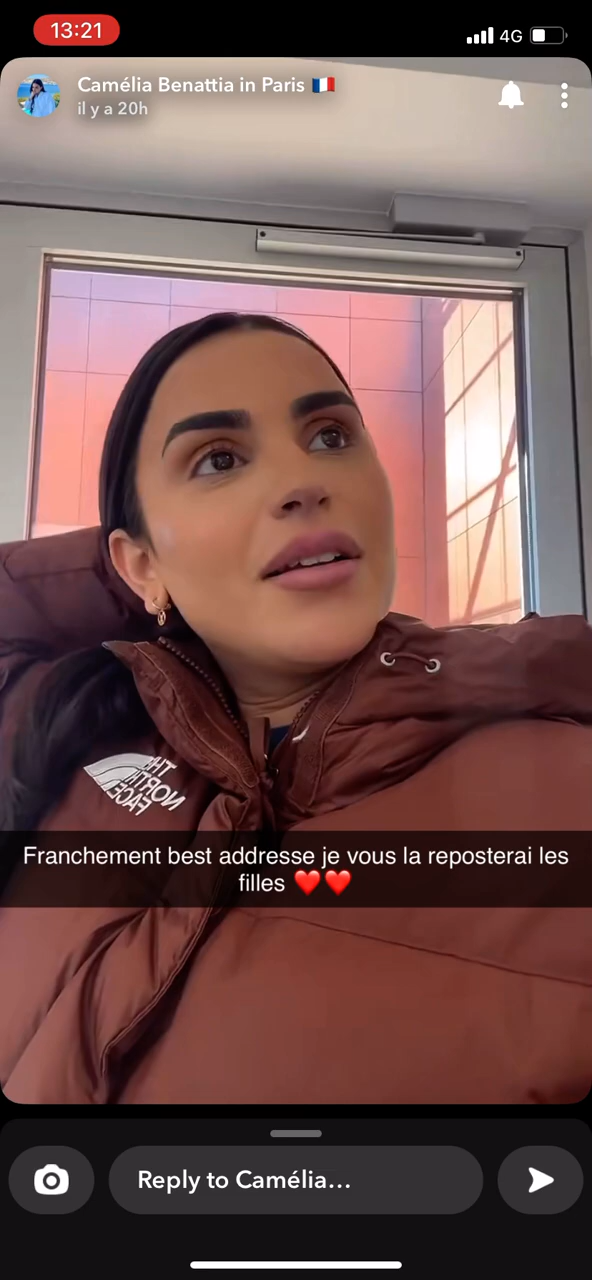 13:21
4G
Camélia Benattia in Paris 🇫🇷
il y a 20h
THE
NORTH
FACE
Franchement best addresse je vous la reposterai les
filles ❤️❤️
Reply to Camélia...